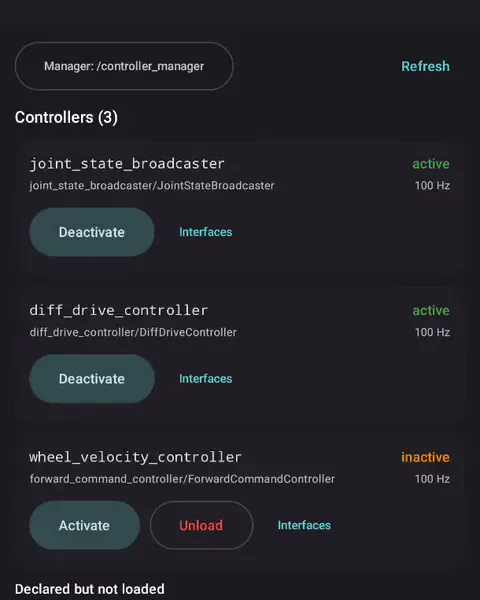 Manager: /controller_manager
Refresh
Controllers (3)
joint_state_broadcaster
active
joint_state_broadcaster/JointStateBroadcaster
100 Hz
Deactivate
Interfaces
diff_drive_controller
active
diff_drive_controller/DiffDriveController
100 Hz
Deactivate
Interfaces
wheel_velocity_controller
inactive
forward_command_controller/ForwardCommandController
100 Hz
Activate
Unload
Interfaces
Declared but not loaded